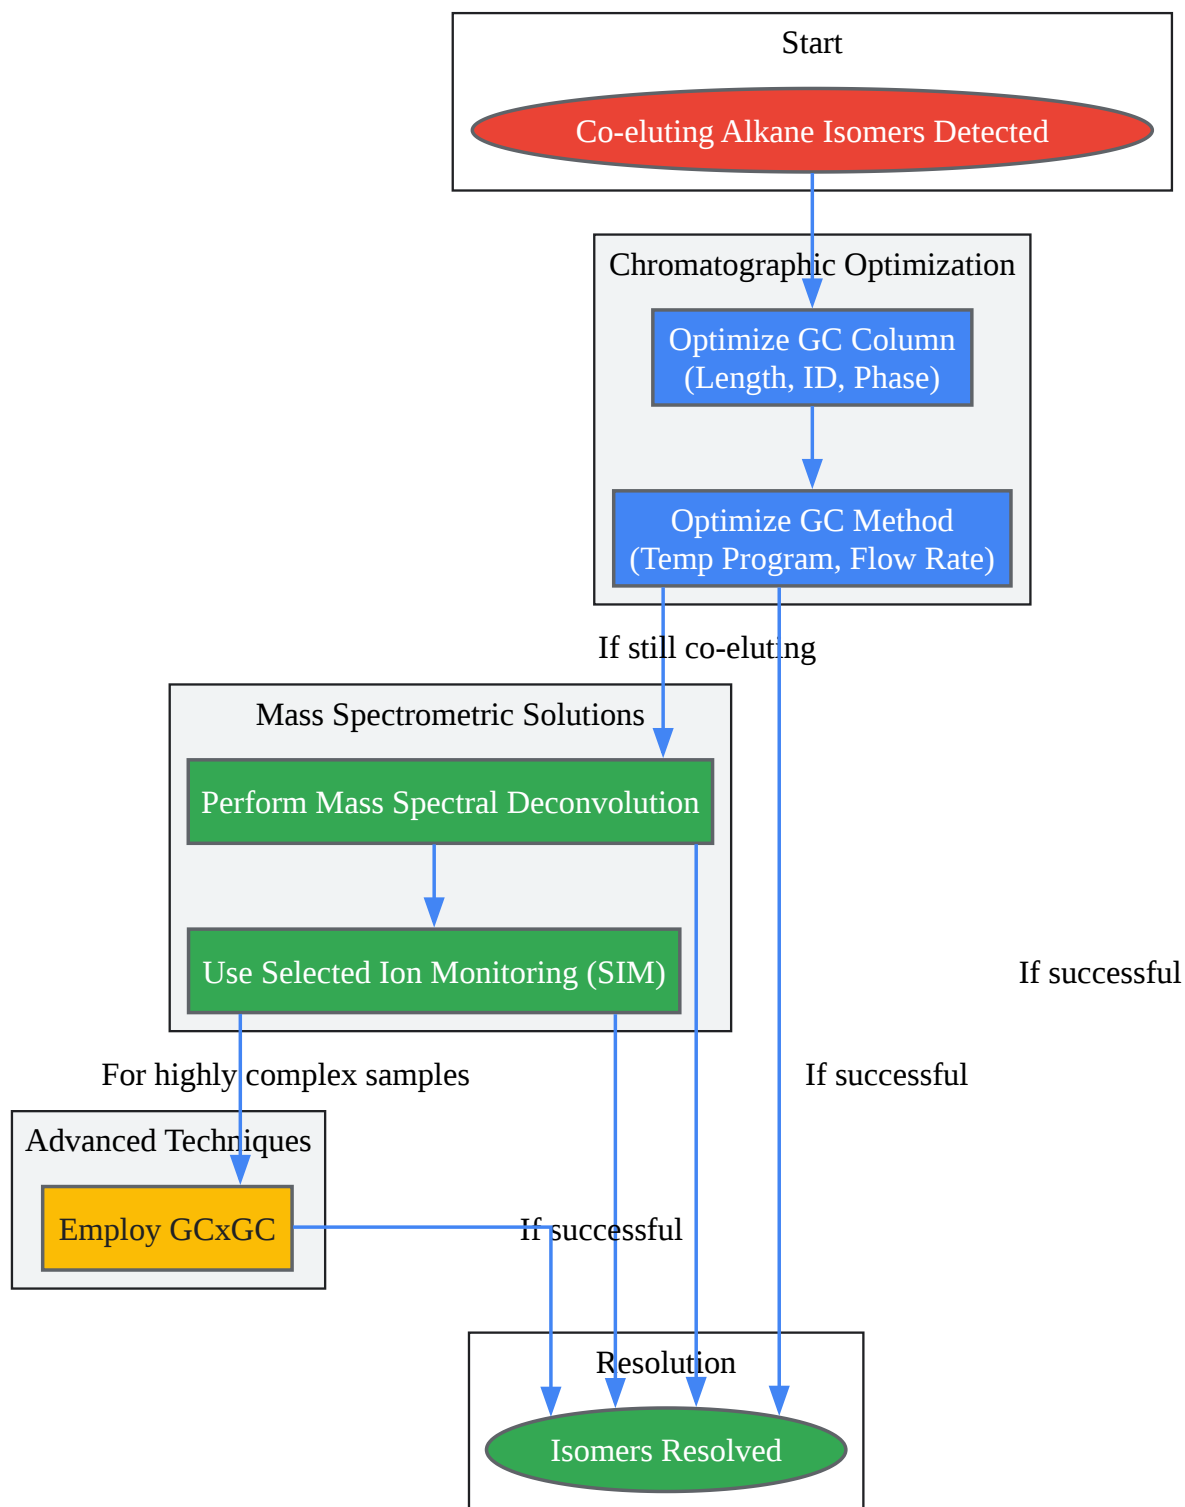 Start
Co-eluting Alkane Isomers Detected
Chromatographic Optimization
Optimize GC Column
(Length, ID, Phase)
Optimize GC Method
(Temp Program, Flow Rate)
If still co-eluting
Mass Spectrometric Solutions
Perform Mass Spectral Deconvolution
Use Selected Ion Monitoring (SIM)
If successful
For highly complex samples
If successful
Advanced Techniques
Employ GCxGC
If successful
Resolution
Isomers Resolved